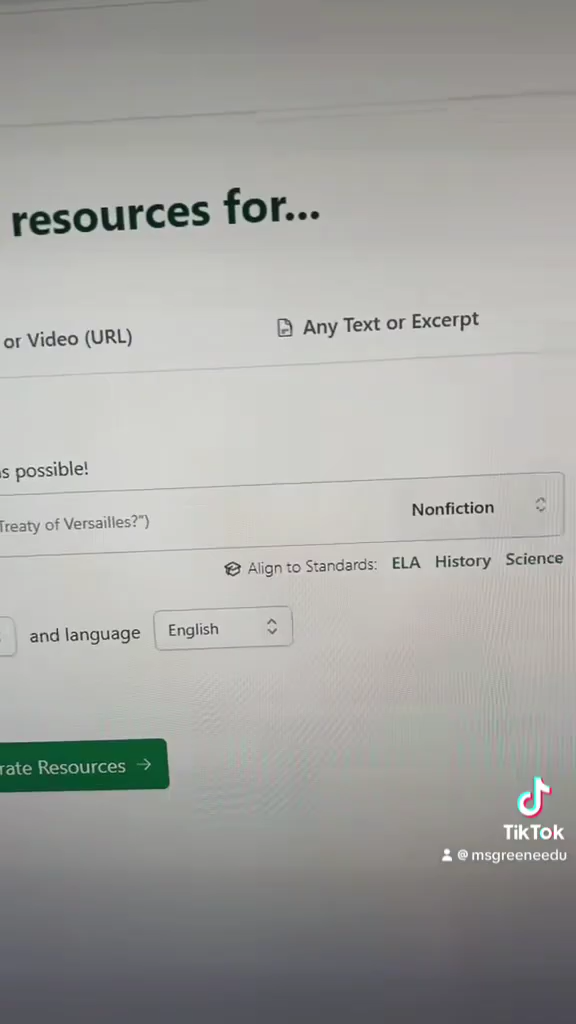 resources for...
or Video (URL)
Any Text or Excerpt
as possible!
Treaty of Versailles?")
Nonfiction
Align to Standards: ELA History Science
and language
English
rate Resources →
TikTok
@msgreeneedu